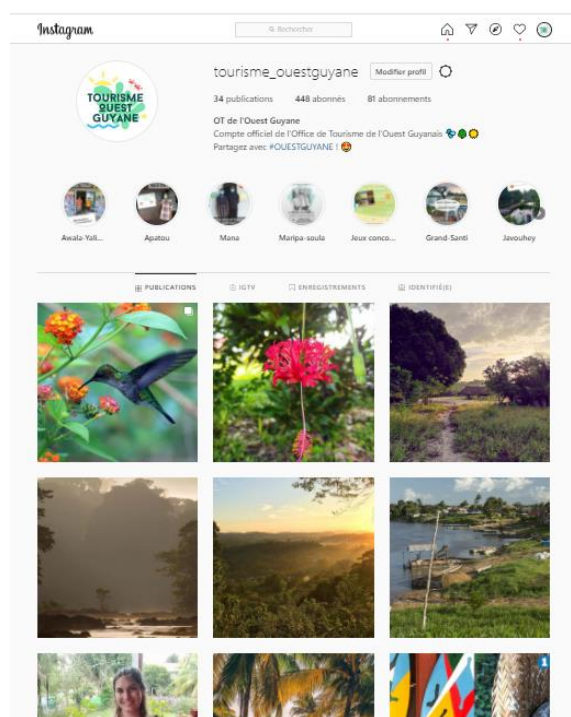 Instagram
Rechercher
tourisme_ouestguyane Modifier profil
34 publications 448 abonnés 81 abonnements
OT de l'Ouest Guyane
Compte officiel de l'Office de Tourisme de l'Ouest Guyanais
Partagez avec #OUESTGUYANE !
TOURISME
OUEST
GUYANE
Awala-Yali... Apatou Mana Maripa-soula Jeux conco... Grand-Santi Javouhey
PUBLICATIONS IGTV ENREGISTREMENTS IDENTIFIÉ(E)
1